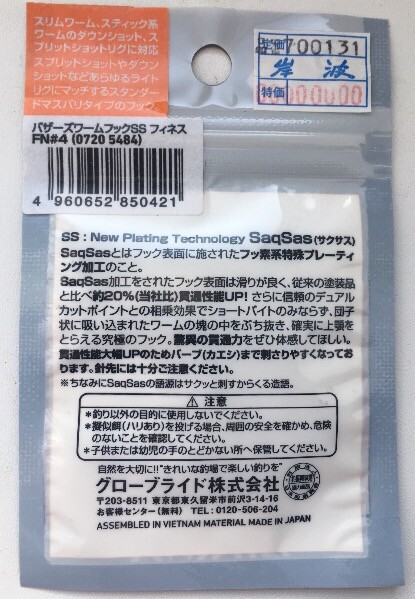 スリムワーム、スティック系
ワームのダウンショット、ス
プリットショットリグに対応
スプリットショットやダウン
ショットなどあらゆるライト
リグにマッチするスタンダー
ドマスバリタイプのフック
700131
岸波
特価
バザーズワームフックSS フィネス
FN#4 (0720 5484)
4 960652 850421
SS : New Plating Technology SaqSas(サクサス)
SaqSasとはフック表面に施されたフッ素系特殊プレーティ
ング加工のこと。
SaqSas加工をされたフック表面は滑りが良く、従来の塗装品
と比べ約20%(当社比)貫通性能UP! さらに信頼のデュアル
カットポイントとの相乗効果でショートバイトのみならず、団子
状に吸い込まれたワームの塊の中をぶち抜き、確実に上顎を
とらえる究極のフック。驚異の貫通力をぜひ体感してほしい。
貫通性能大幅UPのためバーブ(カエシ)まで刺さりやすくなってお
ります。針先には十分ご注意ください。
※ちなみにSaqSasの語源はサクッと刺すからくる造語。
⚠ 注意
*釣り以外の目的に使用しないでください。
*擬似餌(ハリあり)を投げる場合、周囲の安全を確かめ、危険
のないことを確認してください。
*子供または幼児の手のとどかない所へ保管してください。
自然を大切に!!"きれいな釣場で楽しい釣りを"
グローブライド株式会社
〒203-8511 東京都東久留米市前沢3-14-16
お客様センター(無料) TEL: 0120-506-204
ASSEMBLED IN VIETNAM MATERIAL MADE IN JAPAN